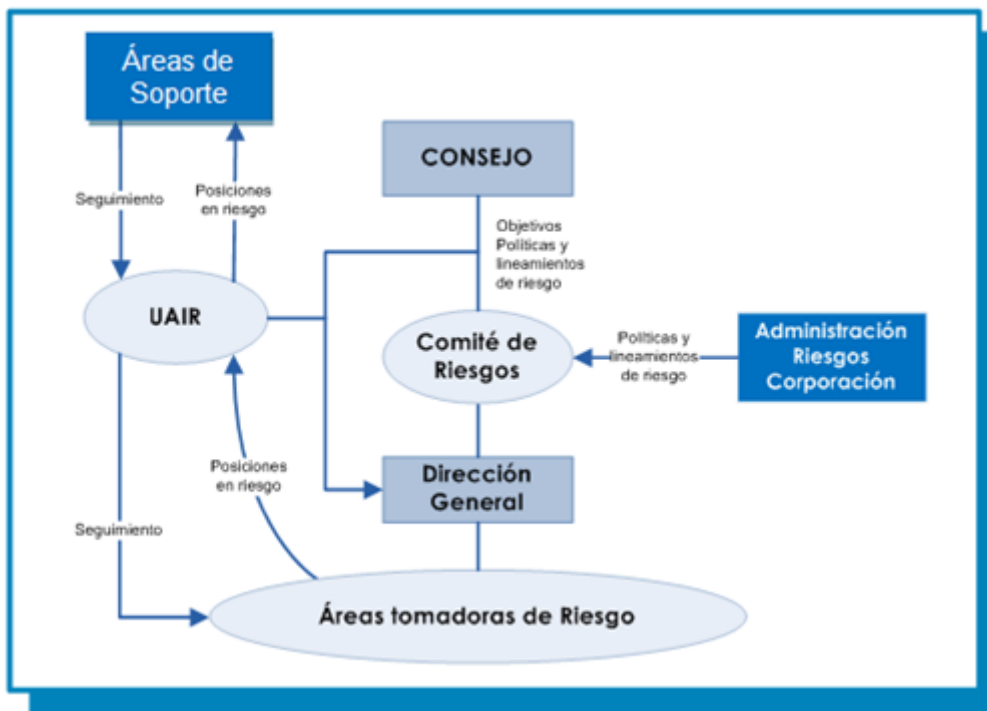 Áreas de
Soporte
CONSEJO
Seguimiento
Posiciones
en riesgo
Objetivos
Políticas y
lineamientos
de riesgo
UAIR
Comité de
Riesgos
Políticas y
lineamientos
de riesgo
Administración
Riesgos
Corporación
Posiciones
en riesgo
Dirección
General
Seguimiento
Áreas tomadoras de Riesgo